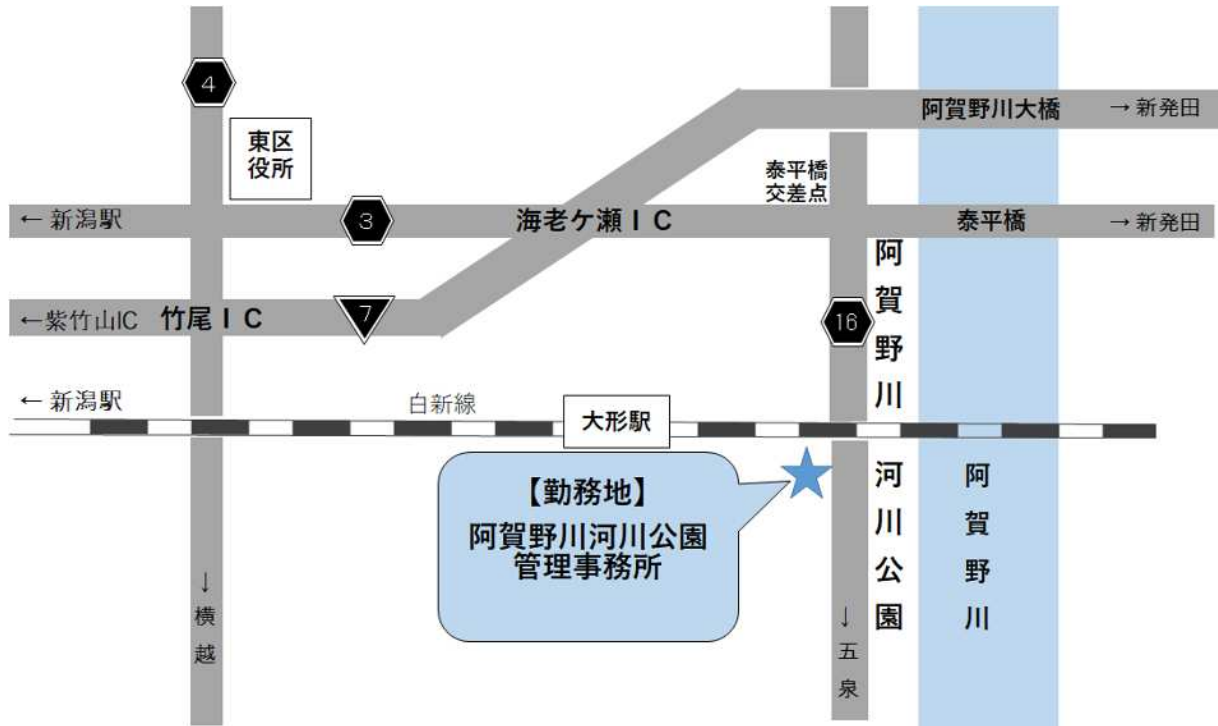 4
東区
役所
阿賀野川大橋
→ 新発田
泰平橋
交差点
← 新潟駅
3
海老ケ瀬ＩＣ
泰平橋
→ 新発田
←紫竹山IC
竹尾ＩＣ
7
16
← 新潟駅
白新線
大形駅
【勤務地】
阿賀野川河川公園
管理事務所
阿賀野川河川公園
阿賀野川
↓横越
↓五泉